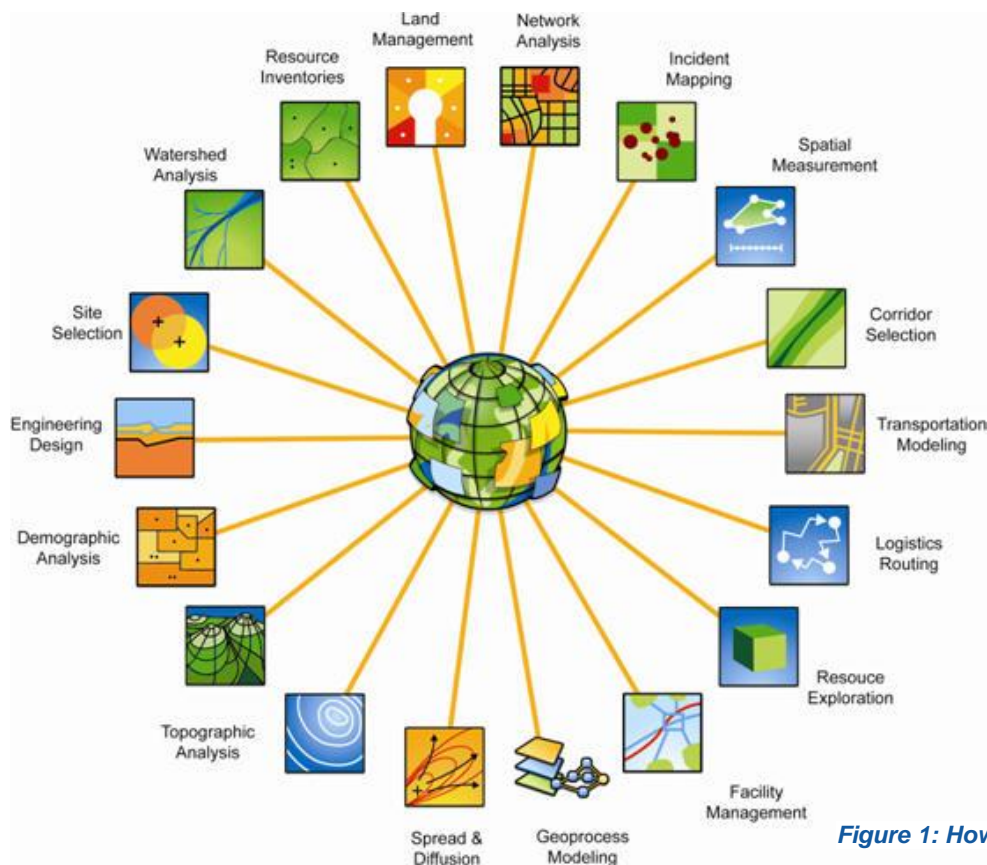 Land
Management
Network
Analysis
Resource
Inventories
Incident
Mapping
Watershed
Analysis
Spatial
Measurement
Site
Selection
Corridor
Selection
Engineering
Design
Transportation
Modeling
Demographic
Analysis
Logistics
Routing
Resouce
Exploration
Topographic
Analysis
Facility
Management
Spread &
Diffusion
Geoprocess
Modeling
Figure 1: How